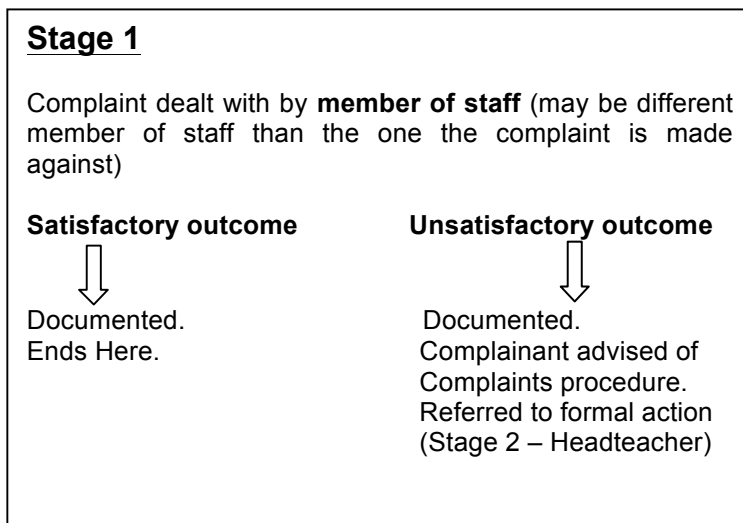 Stage 1
Complaint dealt with by member of staff (may be different
member of staff than the one the complaint is made
against)
Satisfactory outcome
Unsatisfactory outcome
Documented.
Ends Here.
Documented.
Complainant advised of
Complaints procedure.
Referred to formal action
(Stage 2 – Headteacher)